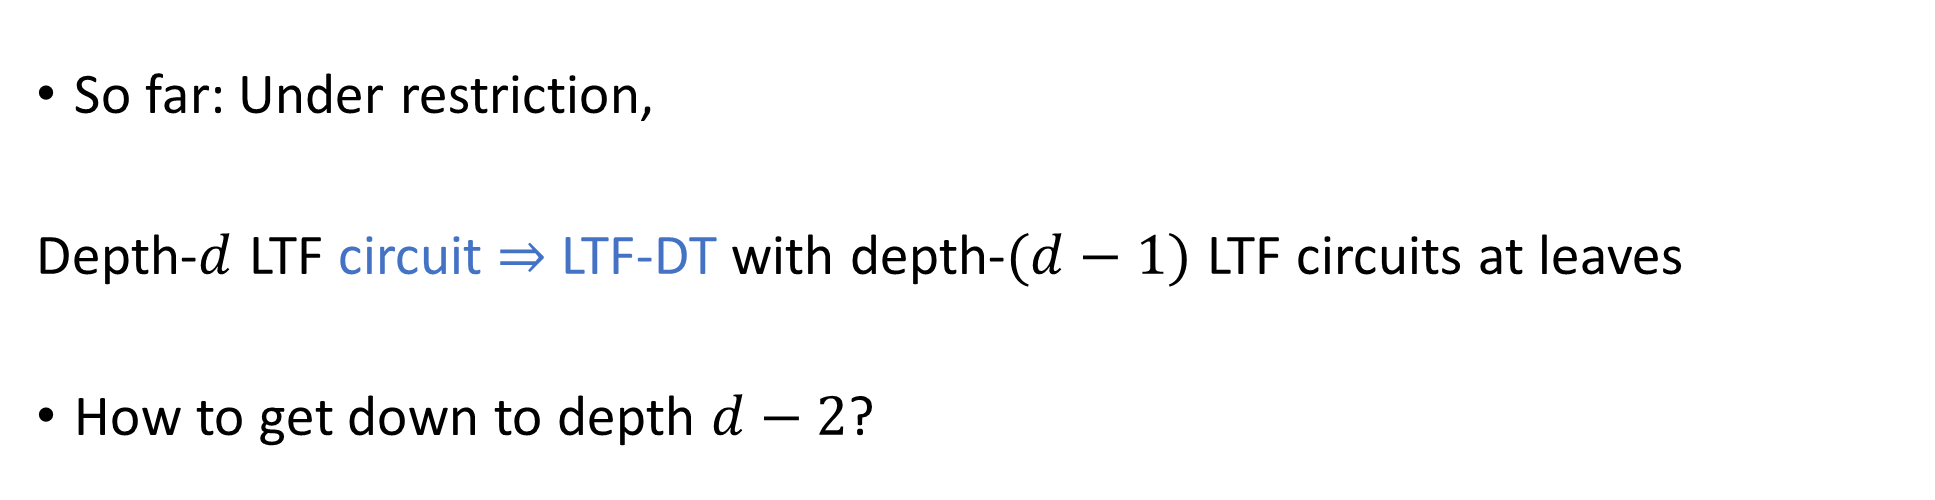 • So far: Under restriction,
Depth-𝑑 LTF circuit ⇒ LTF-DT with depth-(𝑑 − 1) LTF circuits at leaves
• How to get down to depth 𝑑 − 2?